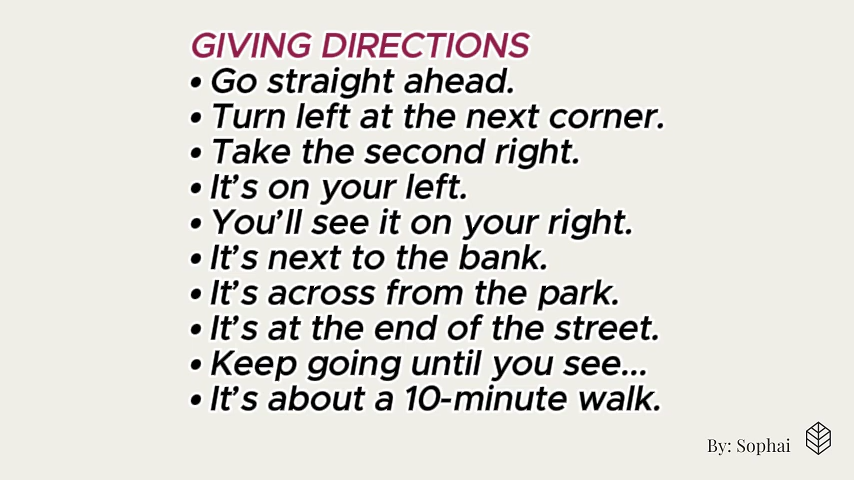 GIVING DIRECTIONS
• Go straight ahead.
• Turn left at the next corner.
• Take the second right.
• It’s on your left.
• You’ll see it on your right.
• It’s next to the bank.
• It’s across from the park.
• It’s at the end of the street.
• Keep going until you see...
• It’s about a 10-minute walk.
By: Sophai